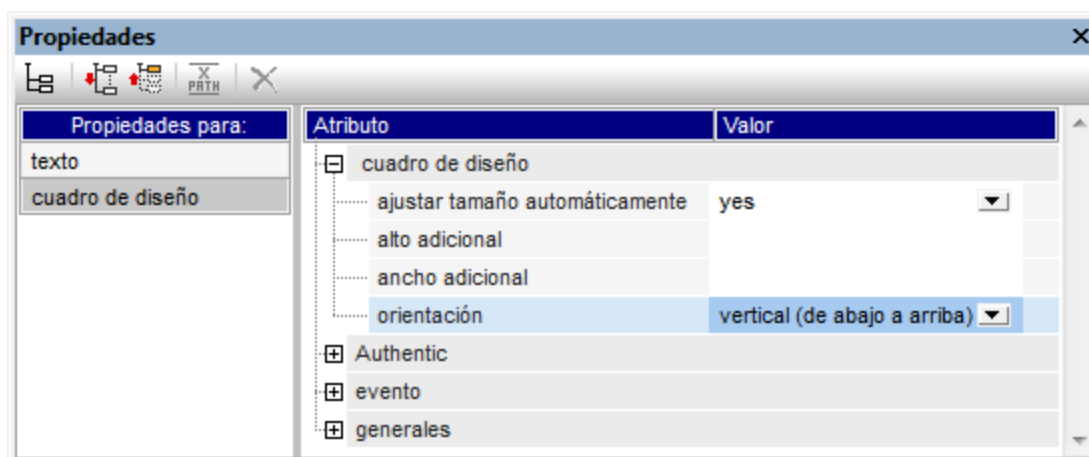 Propiedades
X
PATH
Propiedades para:
Atributo
Valor
texto
cuadro de diseño
cuadro de diseño
ajustar tamaño automáticamente
yes
alto adicional
ancho adicional
orientación
vertical (de abajo a arriba)
Authentic
evento
generales